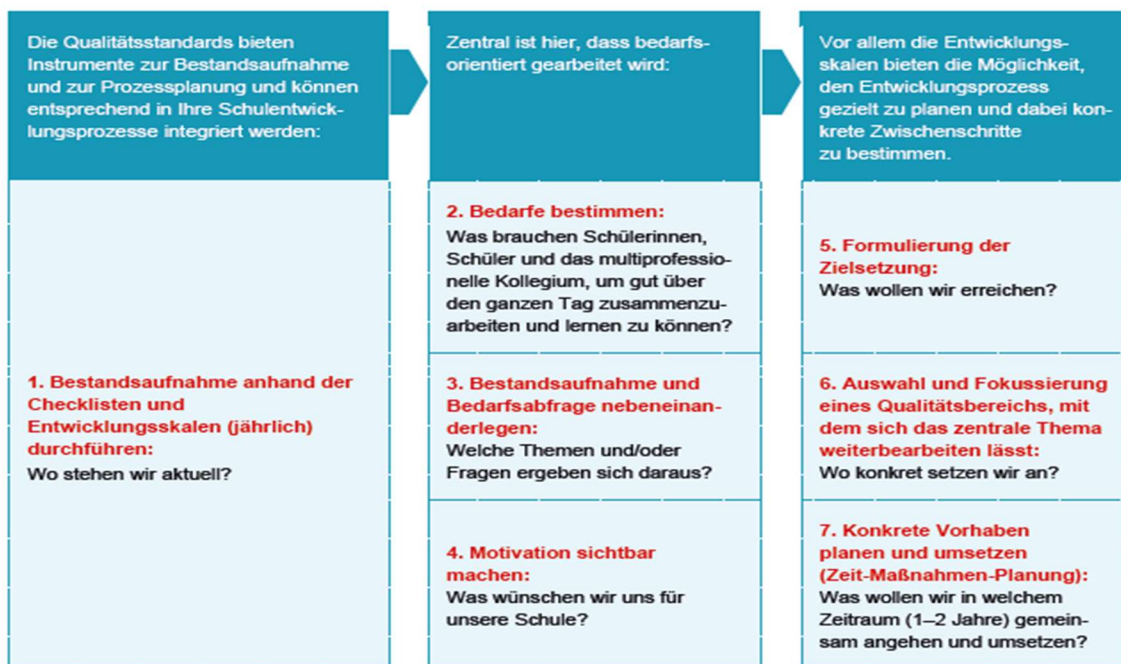 Die Qualitätsstandards bieten
Instrumente zur Bestandsaufnahme
und zur Prozessplanung und können
entsprechend in Ihre Schulentwick-
lungsprozesse integriert werden:
1. Bestandsaufnahme anhand der
Checklisten und
Entwicklungsskalen (jährlich)
durchführen:
Wo stehen wir aktuell?
Zentral ist hier, dass bedarfs-
orientiert gearbeitet wird:
2. Bedarfe bestimmen:
Was brauchen Schülerinnen,
Schüler und das multiprofessio-
nelle Kollegium, um gut über
den ganzen Tag zusammenzu-
arbeiten und lernen zu können?
3. Bestandsaufnahme und
Bedarfsabfrage nebeneinan-
derlegen:
Welche Themen und/oder
Fragen ergeben sich daraus?
4. Motivation sichtbar
machen:
Was wünschen wir uns für
unsere Schule?
Vor allem die Entwicklungs-
skalen bieten die Möglichkeit,
den Entwicklungsprozess
gezielt zu planen und dabei kon-
krete Zwischenschritte
zu bestimmen.
5. Formulierung der
Zielsetzung:
Was wollen wir erreichen?
6. Auswahl und Fokussierung
eines Qualitätsbereichs, mit
dem sich das zentrale Thema
weiterbearbeiten lässt:
Wo konkret setzen wir an?
7. Konkrete Vorhaben
planen und umsetzen
(Zeit-Maßnahmen-Planung):
Was wollen wir in welchem
Zeitraum (1–2 Jahre) gemein-
sam angehen und umsetzen?